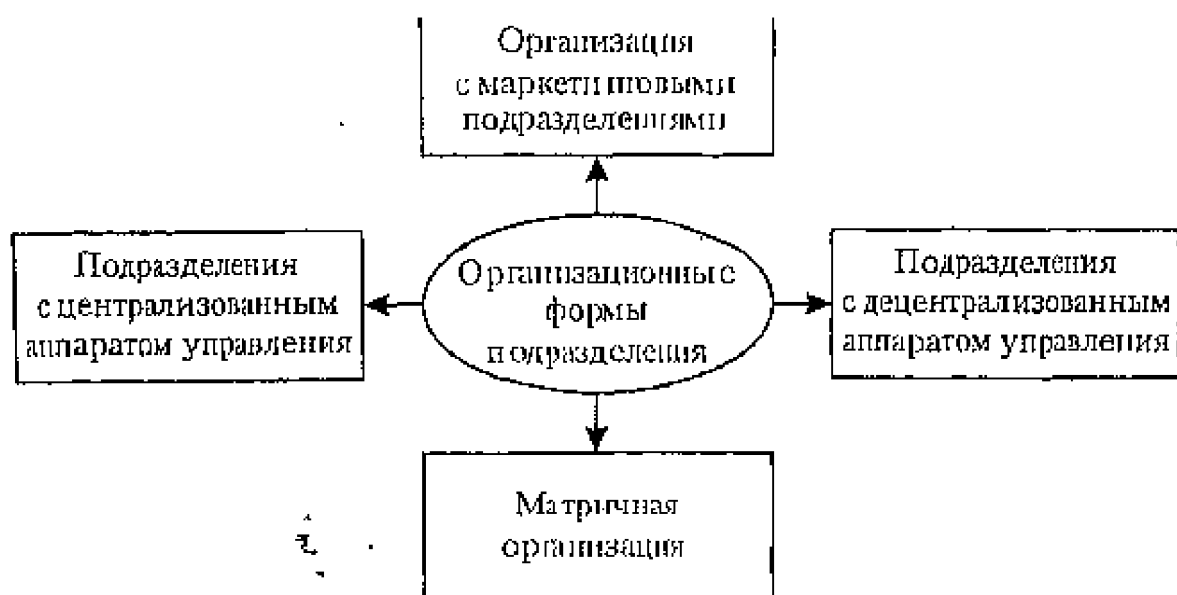 Организация
с маркетинговыми
подразделениями
Подразделения
с централизованным
аппаратом управления
Организационные
формы
подразделения
Подразделения
с децентрализованным
аппаратом управления
Матричная
организация